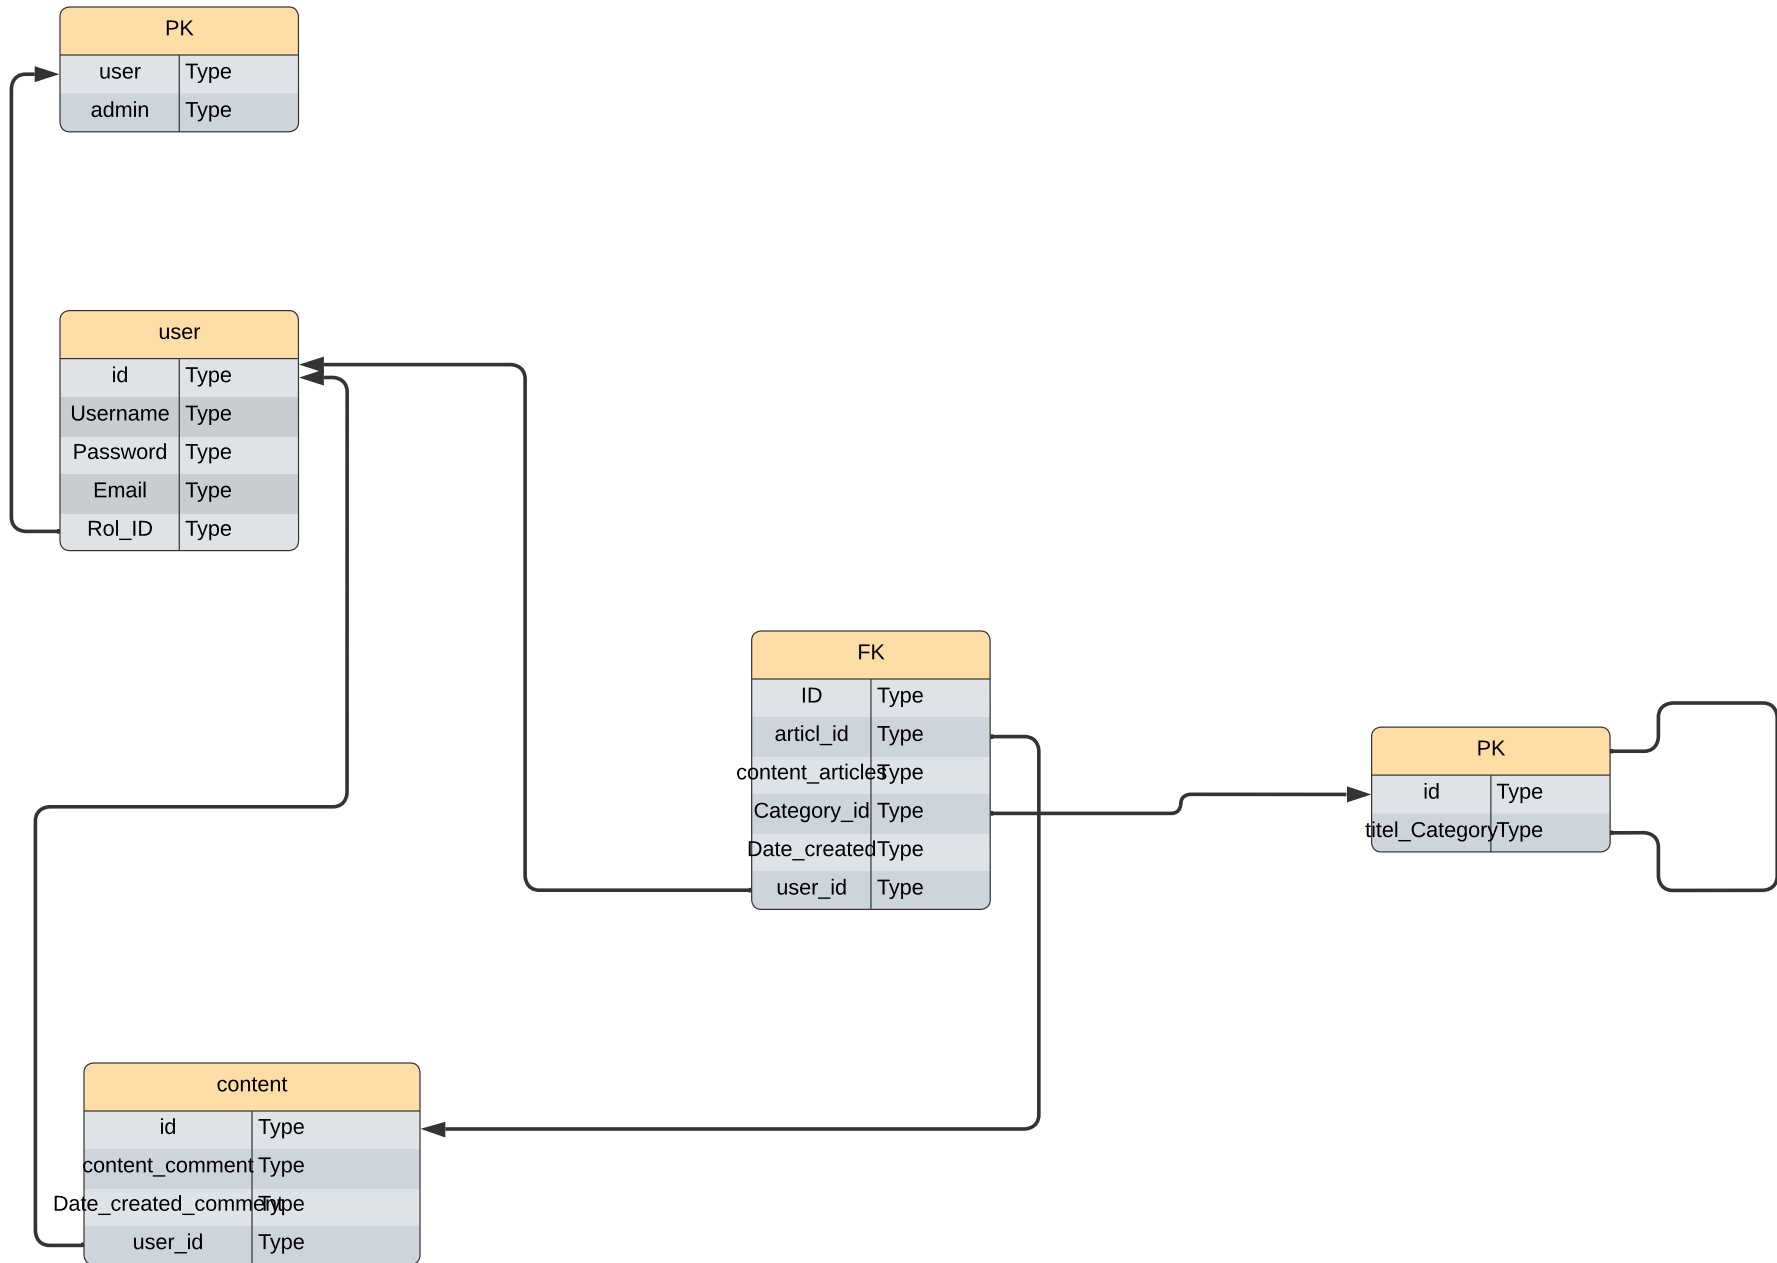 PK
user Type
admin Type
user
id Type
Username Type
Password Type
Email Type
Rol_ID Type
FK
ID Type
articl_id Type
content_articles Type
Category_id Type
Date_created Type
user_id Type
PK
id Type
titel_Category Type
content
id Type
content_comment Type
Date_created_comment Type
user_id Type